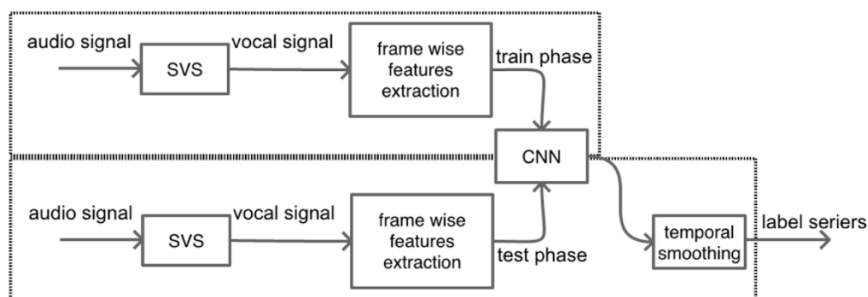 audio signal
SVS
vocal signal
frame wise
features
extraction
train phase
CNN
audio signal
SVS
vocal signal
frame wise
features
extraction
test phase
temporal
smoothing
label seriers